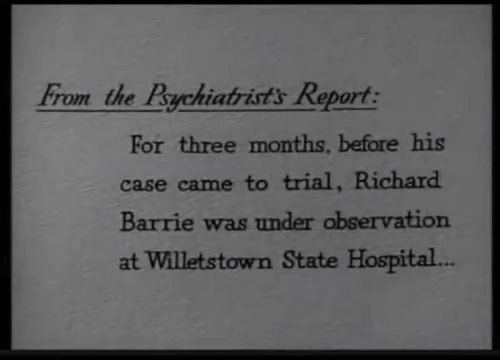 From the Psychiatrist's Report:
For three months, before his
case came to trial, Richard
Barrie was under observation
at Willetstown State Hospital...